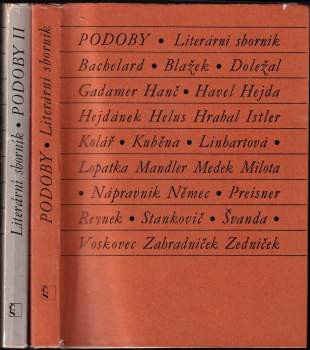 Literární sborník • PODOBY II
PODOBY • Literární sborník
PODOBY • Literární sborník
Bachelard • Blažek • Doležal
Gadamer Hanč • Havel Hejda
Hejdánek Helus Hrabal Istler
Kolář • Kuběna • Linhartová •
Lopatka Mandler Medek Milota
• Nápravník Němec • Preisner
Reynek • Stankovič • Švanda •
Voskovec Zahradníček Zedníček